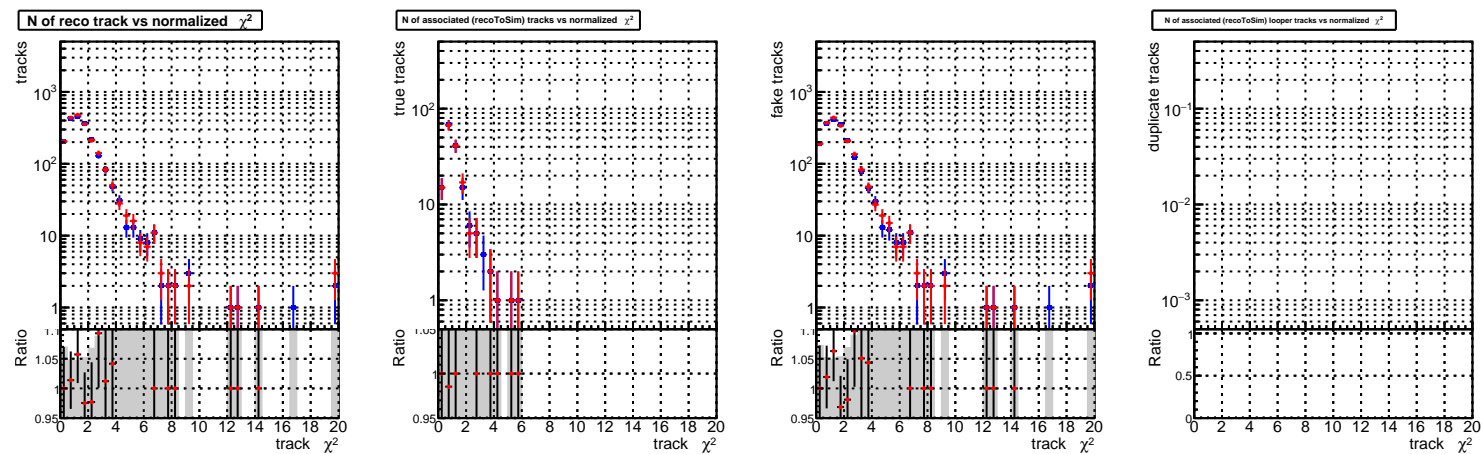 N of reco track vs normalized χ²
tracks
10³
10²
10
1
Ratio
1.1
1.05
1
0.95
0 2 4 6 8 10 12 14 16 18 20
track χ²
N of associated (recoToSim) tracks vs normalized χ²
true tracks
10²
10
1
Ratio
1.05
1
0.95
0 2 4 6 8 10 12 14 16 18 20
track χ²
fake tracks
10³
10²
10
1
Ratio
1.1
1.05
1
0.95
0 2 4 6 8 10 12 14 16 18 20
track χ²
N of associated (recoToSim) looper tracks vs normalized χ²
duplicate tracks
10⁻¹
10⁻²
10⁻³
Ratio
1
0.5
0
0 2 4 6 8 10 12 14 16 18 20
track χ²